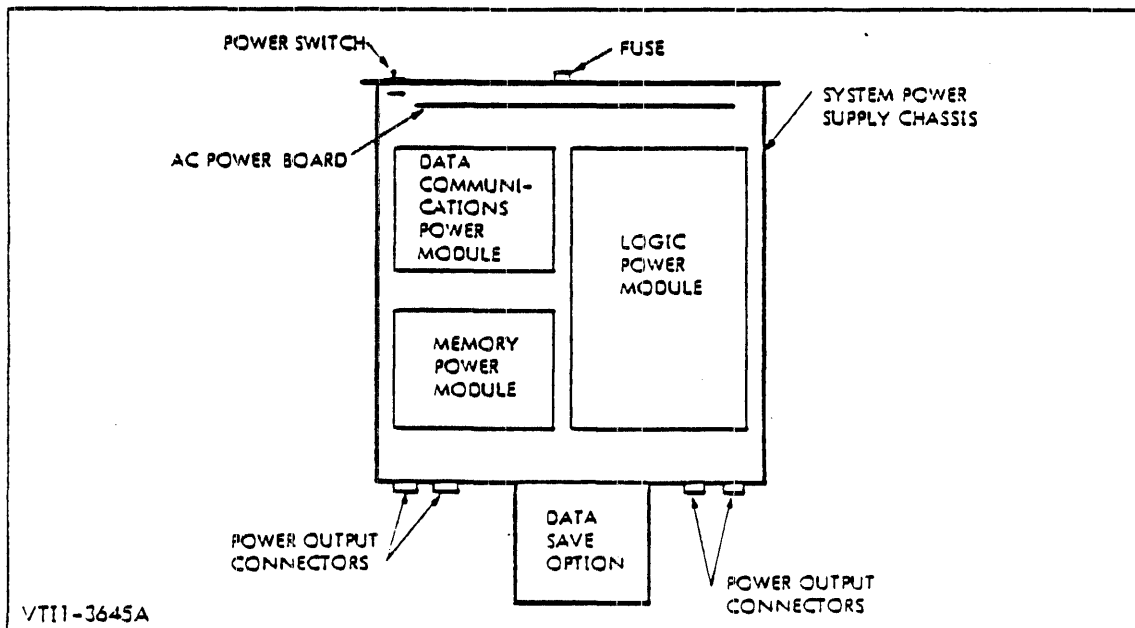 POWER SWITCH
FUSE
SYSTEM POWER
SUPPLY CHASSIS
AC POWER BOARD
DATA
COMMUNI-
CATIONS
POWER
MODULE
LOGIC
POWER
MODULE
MEMORY
POWER
MODULE
POWER OUTPUT
CONNECTORS
DATA
SAVE
OPTION
POWER OUTPUT
CONNECTORS
VTI1-3645A